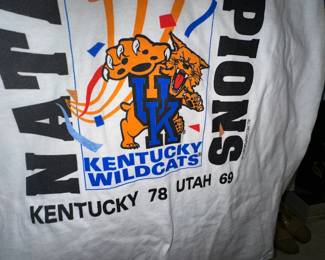 NATI
PIONS
UK
KENTUCKY
WILDCATS
KENTUCKY 78 UTAH 69